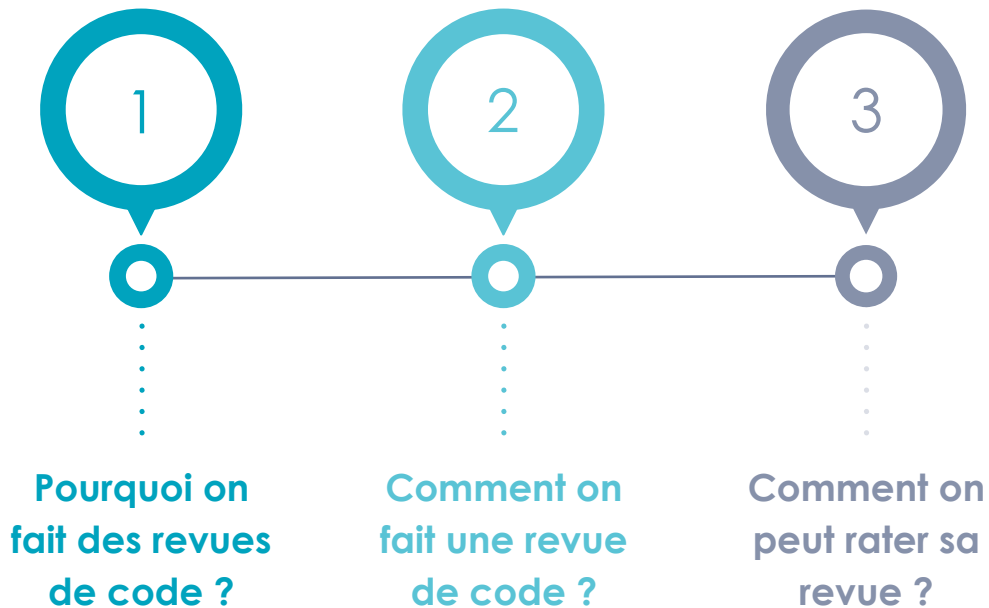 1
2
3
Pourquoi on
fait des revues
de code ?
Comment on
fait une revue
de code ?
Comment on
peut rater sa
revue ?